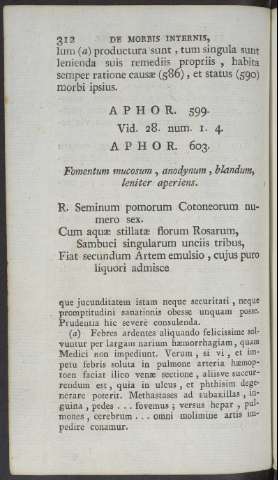 312 DE MORBIS INTERNIS,
lum (a) productura sunt, tum singula sunt
lenienda suis remediis propriis, habita
semper ratione causæ (586), et status (590)
morbi ipsius.
APHOR. 599.
Vid. 28. num. 1. 4.
APHOR. 603.
Fomentum mucosum, anodynum, blandum,
leniter aperiens.
R. Seminum pomorum Cotoneorum nu-
mero sex.
Cum aquæ stillatæ florum Rosarum,
Sambuci singularum unciis tribus,
Fiat secundum Artem emulsio, cujus puro
liquori admisce
que jucunditatem istam neque securitati, neque
promptitudini sanationis obesse unquam posse.
Prudentia hic severe consulenda.
(a) Febres ardentes aliquando felicissime sol-
vuntur per largam narium hæmorrhagiam, quam
Medici non impediunt. Verum, si vi, et im-
petu febris soluta in pulmone arteria hæmop-
toen faciat ilico venæ sectione, aliisve succur-
rendum est, quia in ulcus, et phthisim dege-
nerare poterit. Methastases ad subaxillas, in-
guina, pedes ... fovemus; versus hepar, pul-
mones, cerebrum ... omni molimine artis im-
pedire conamur.